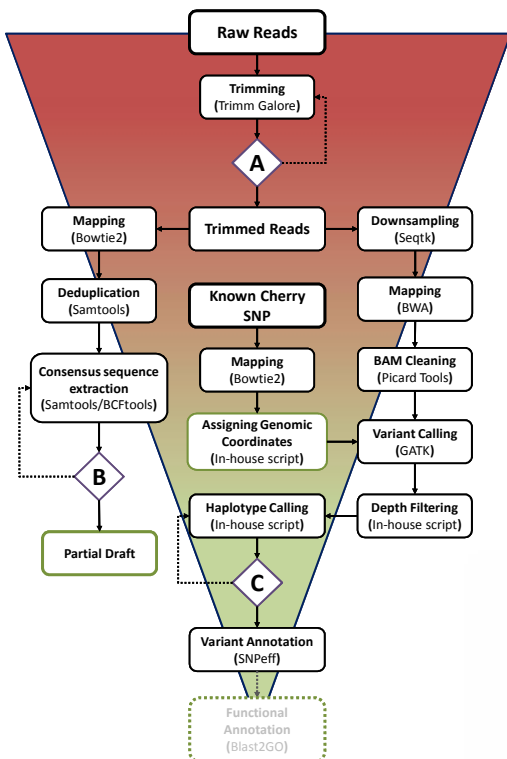 Raw Reads
Trimming
(Trimm Galore)
A
Mapping
(Bowtie2)
Trimmed Reads
Downsampling
(Seqtk)
Deduplication
(Samtools)
Known Cherry
SNP
Mapping
(BWA)
Consensus sequence
extraction
(Samtools/BCFtools)
Mapping
(Bowtie2)
BAM Cleaning
(Picard Tools)
Assigning Genomic
Coordinates
(In-house script)
Variant Calling
(GATK)
B
Haplotype Calling
(In-house script)
Depth Filtering
(In-house script)
Partial Draft
C
Variant Annotation
(SNPeff)
Functional
Annotation
(Blast2GO)